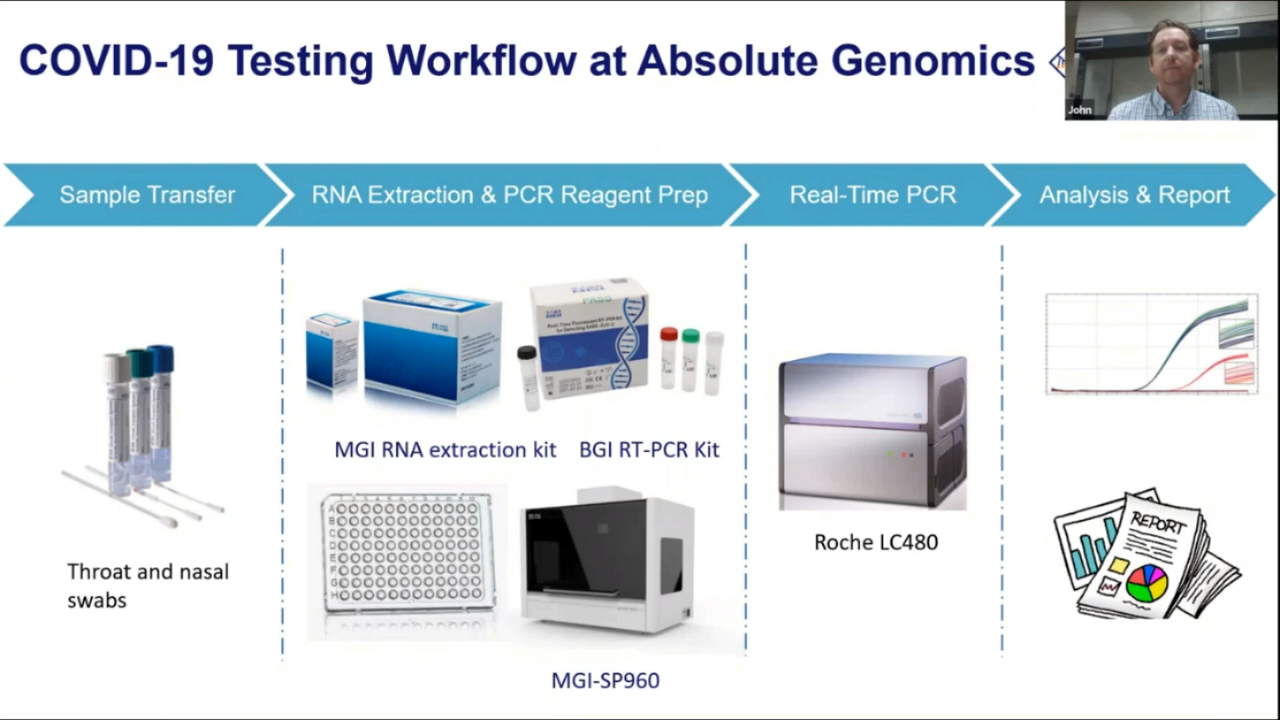 COVID-19 Testing Workflow at Absolute Genomics
John
Sample Transfer
RNA Extraction & PCR Reagent Prep
Real-Time PCR
Analysis & Report
MGI RNA extraction kit
BGI RT-PCR Kit
Throat and nasal
swabs
Roche LC480
REPORT
MGI-SP960